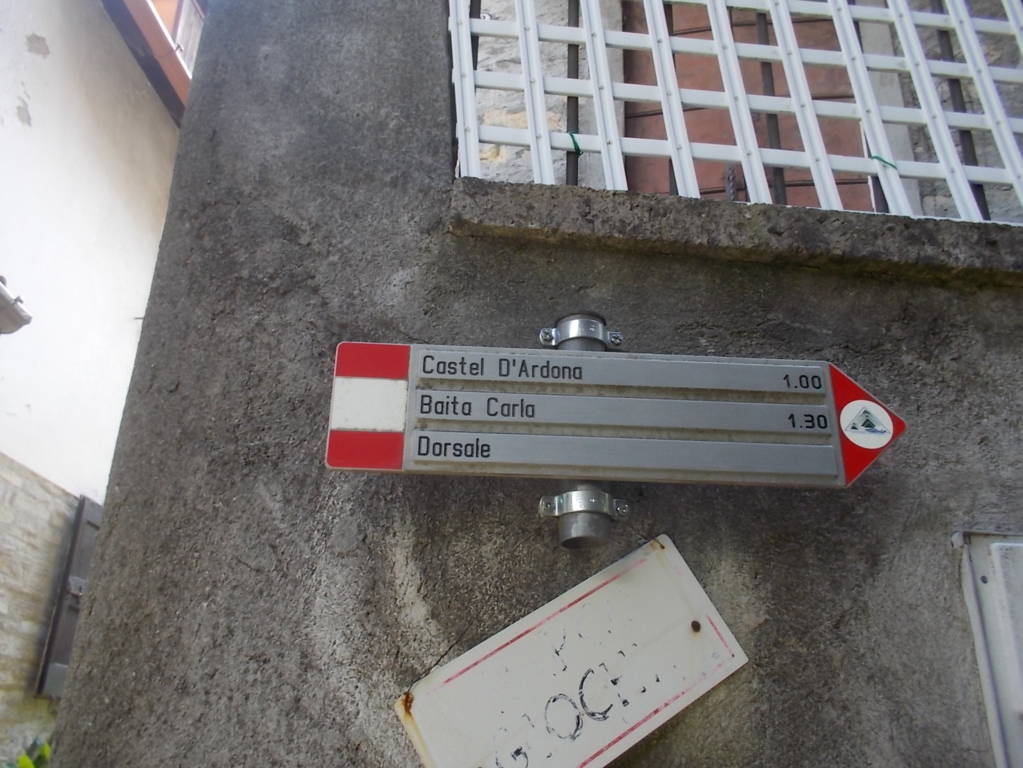 Castel D'Ardona 1.00
Baita Carla 1.30
Dorsale